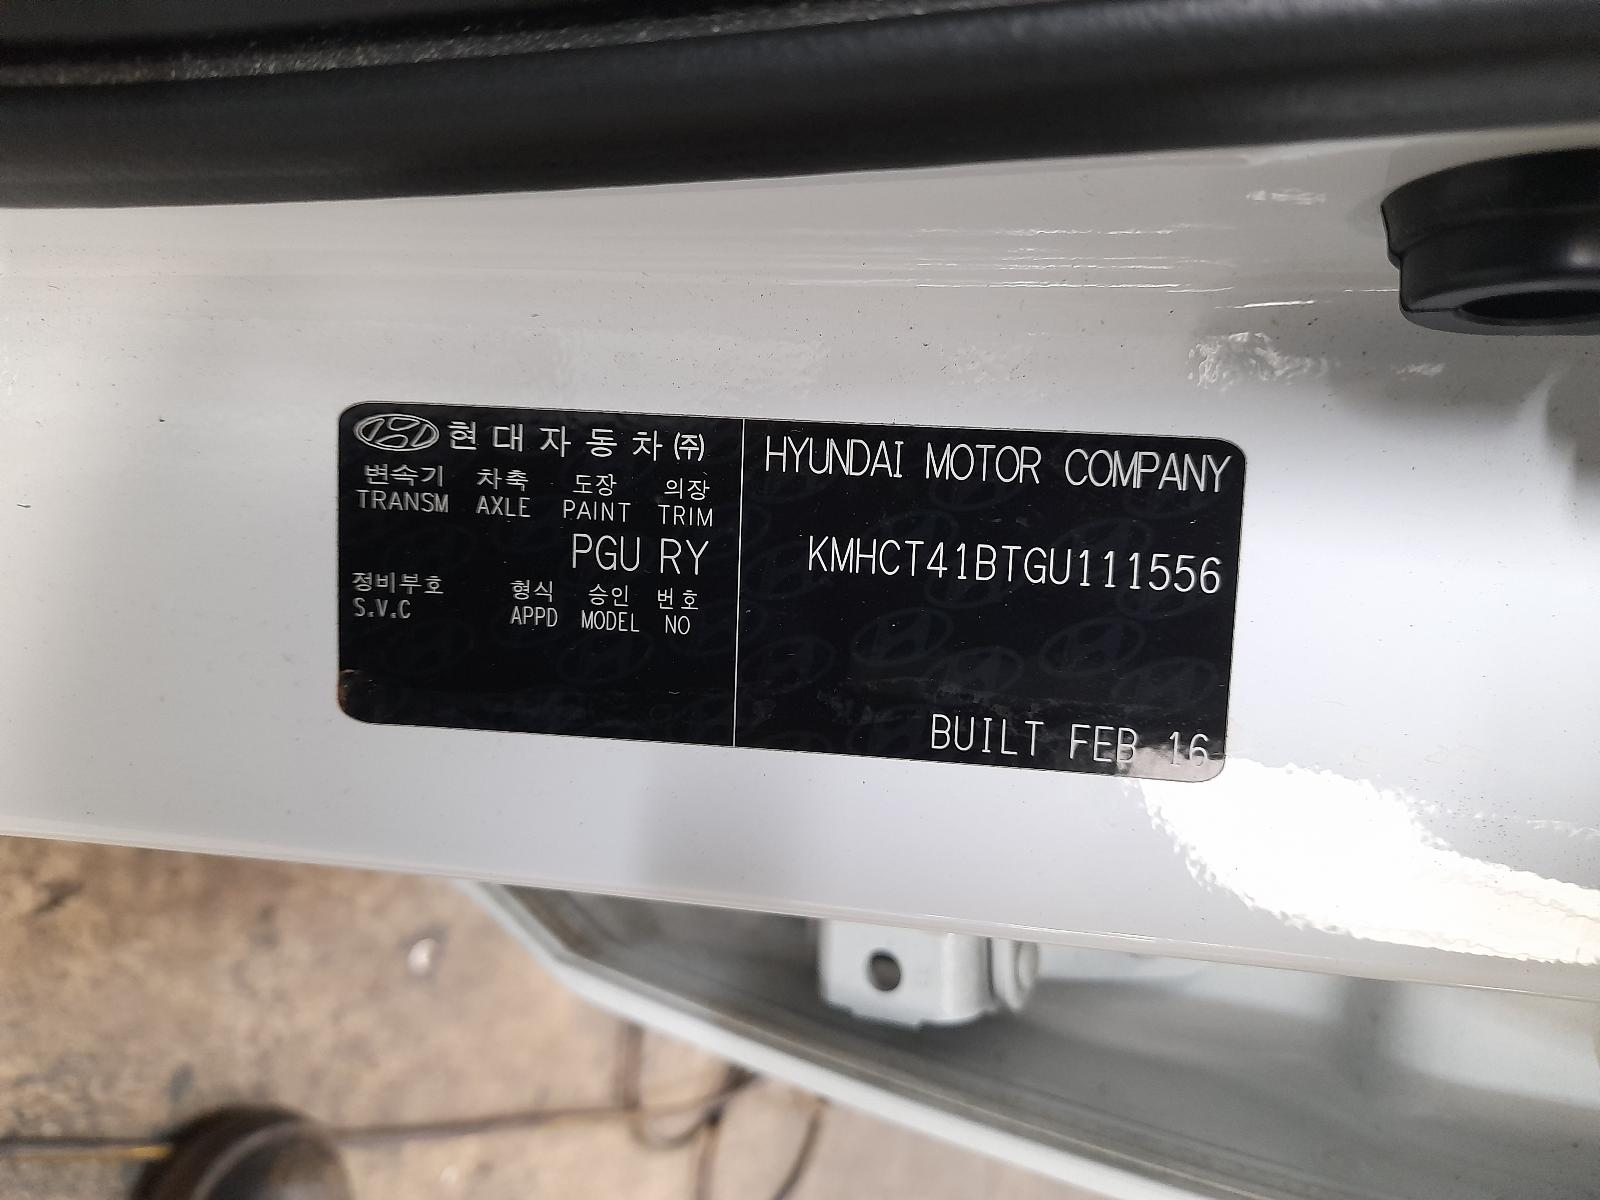 현대자동차㈜
변속기 차축 도장 의장
TRANSM AXLE PAINT TRIM
PGU RY
정비부호 형식 승인 번호
S.V.C APPD MODEL NO
HYUNDAI MOTOR COMPANY
KMHCT41BTGU111556
BUILT FEB 16